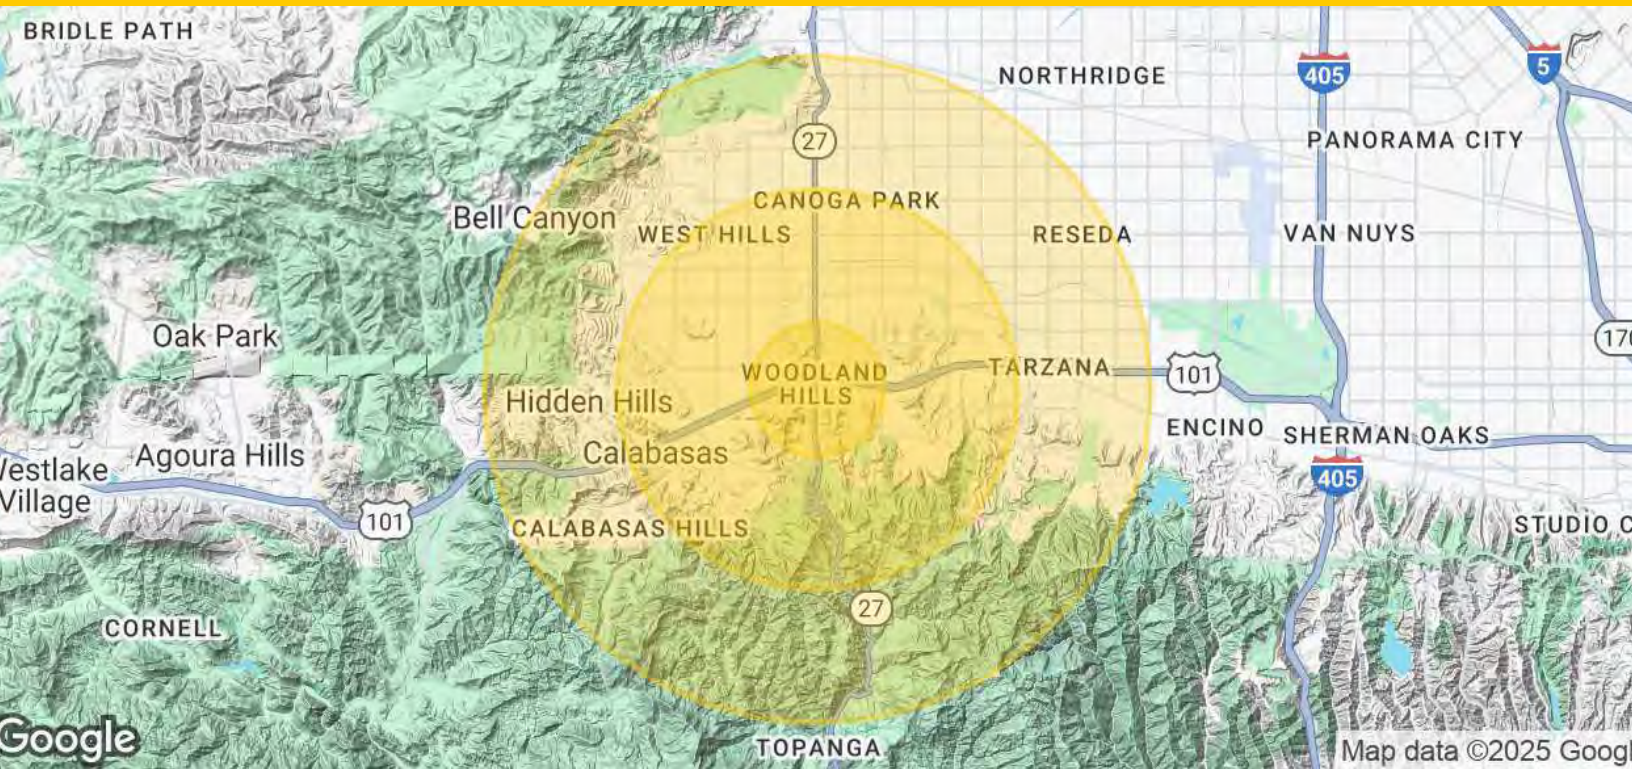 BRIDLE PATH
NORTHRIDGE
405
5
27
PANORAMA CITY
CANOGA PARK
Bell Canyon
WEST HILLS
RESEDA
VAN NUYS
Oak Park
170
WOODLAND
HILLS
TARZANA
101
Hidden Hills
ENCINO
SHERMAN OAKS
Calabasas
Agoura Hills
Westlake
Village
405
101
CALABASAS HILLS
STUDIO C
27
CORNELL
Google
TOPANGA
Map data ©2025 Google